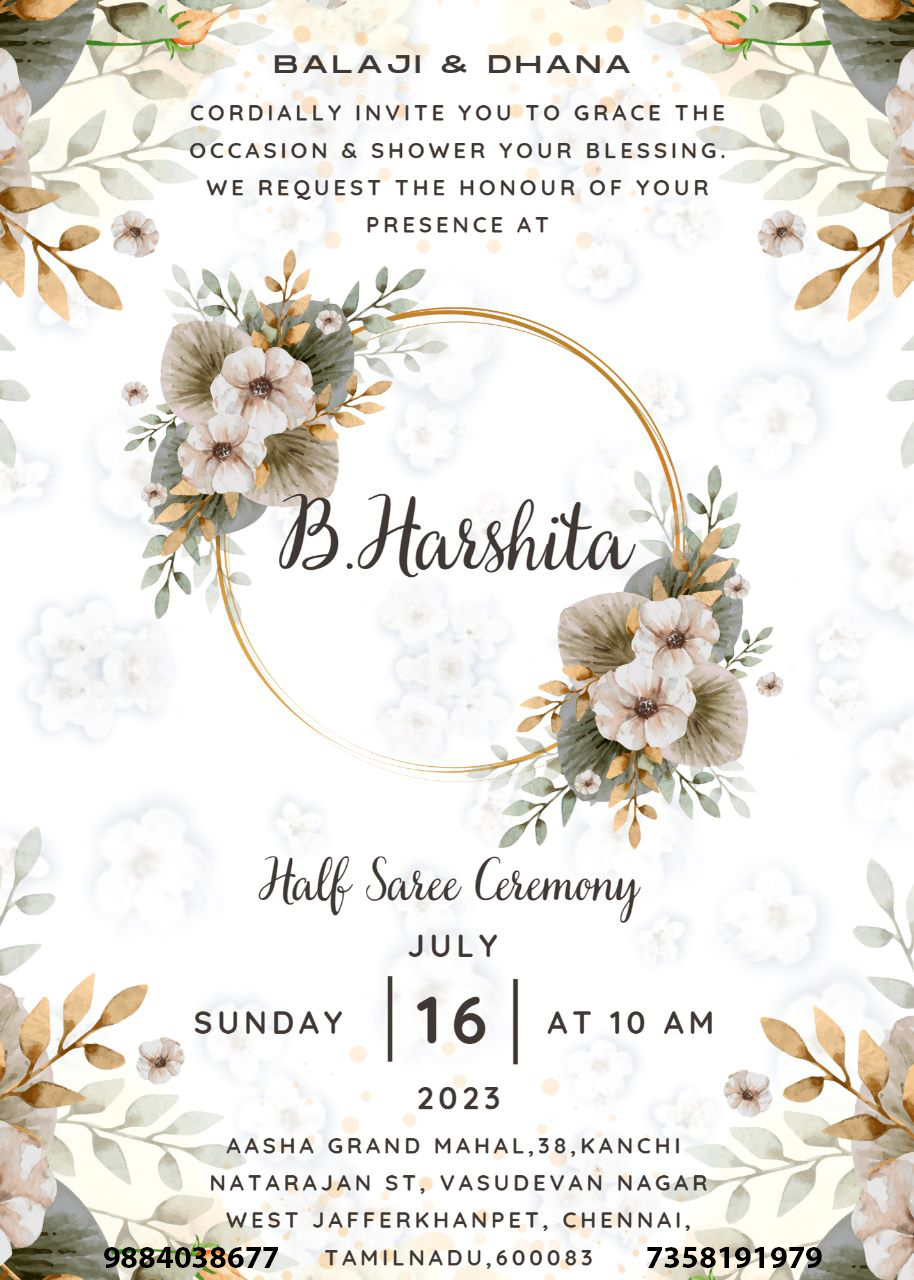 BALAJI & DHANA
CORDIALLY INVITE YOU TO GRACE THE
OCCASION & SHOWER YOUR BLESSING.
WE REQUEST THE HONOUR OF YOUR
PRESENCE AT
B.Harshita
Half Saree Ceremony
JULY
SUNDAY 16 AT 10 AM
2023
AASHA GRAND MAHAL,38,KANCHI
NATARAJAN ST, VASUDEVAN NAGAR
WEST JAFFERKHANPET, CHENNAI,
9884038677 TAMILNADU,600083 7358191979